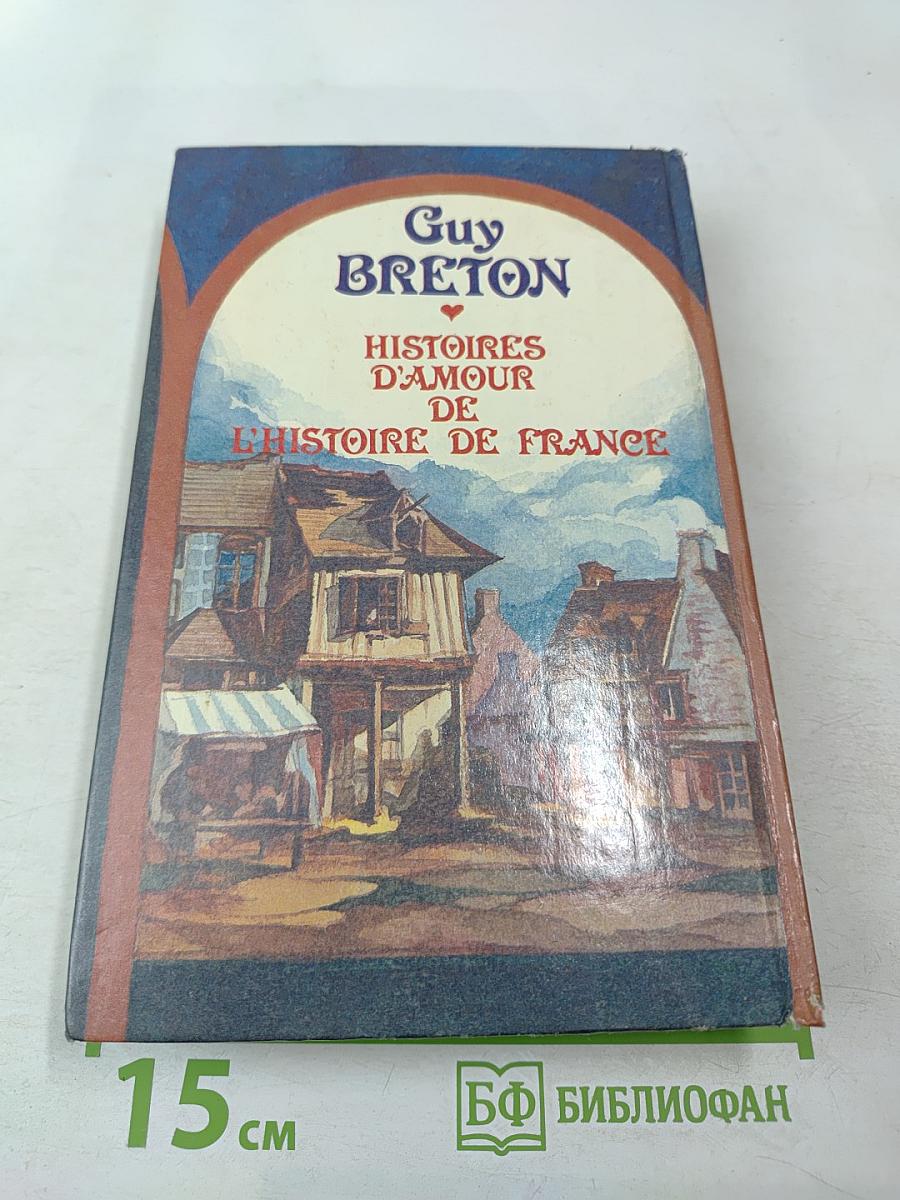 Guy
BRETON
HISTOIRES
D'AMOUR
DE
L'HISTOIRE DE FRANCE
15 см
БФ БИБЛИОФАН